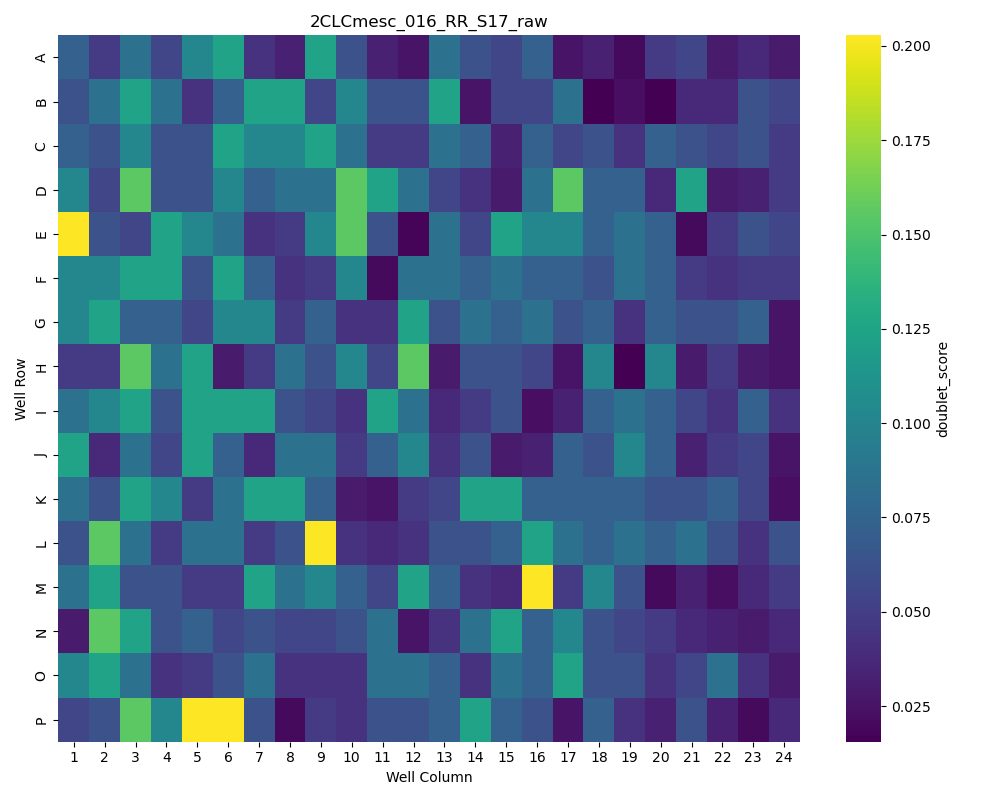 2CLCmesc_016_RR_S17_raw
Well Row
A
B
C
D
E
F
G
H
I
J
K
L
M
N
O
P
1 2 3 4 5 6 7 8 9 10 11 12 13 14 15 16 17 18 19 20 21 22 23 24
Well Column
0.200
0.175
0.150
0.125
0.100
0.075
0.050
0.025
doublet_score